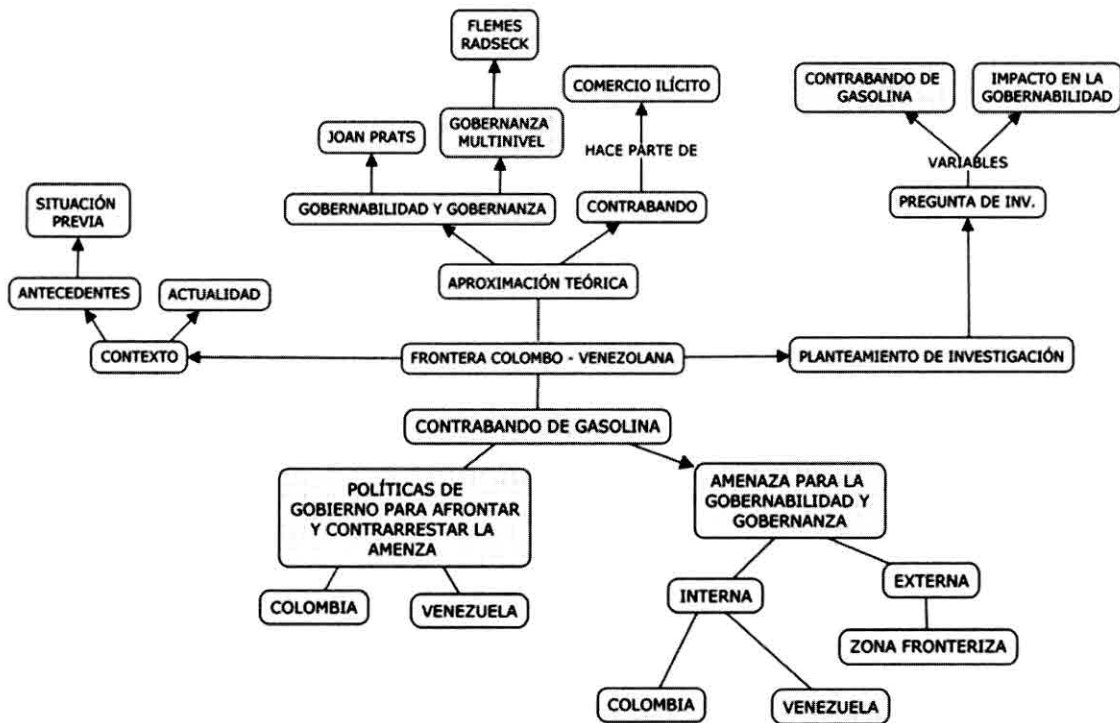 FLEMES
RADSECK
COMERCIO ILÍCITO
CONTRABANDO DE
GASOLINA
IMPACTO EN LA
GOBERNABILIDAD
JOAN PRATS
GOBERNANZA
MULTINIVEL
HACE PARTE DE
VARIABLES
SITUACIÓN
PREVIA
GOBERNABILIDAD Y GOBERNANZA
CONTRABANDO
PREGUNTA DE INV.
ANTECEDENTES
ACTUALIDAD
APROXIMACIÓN TEÓRICA
CONTEXTO
FRONTERA COLOMBO - VENEZOLANA
PLANTEAMIENTO DE INVESTIGACIÓN
CONTRABANDO DE GASOLINA
POLÍTICAS DE
GOBIERNO PARA AFRONTAR
Y CONTRARRESTAR LA
AMENZA
AMENAZA PARA LA
GOBERNABILIDAD Y
GOBERNANZA
COLOMBIA
VENEZUELA
INTERNA
EXTERNA
ZONA FRONTERIZA
COLOMBIA
VENEZUELA